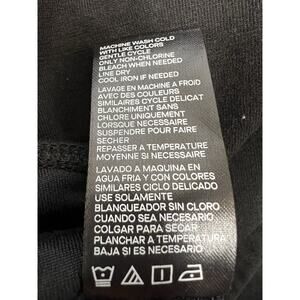 MACHINE WASH COLD
WITH LIKE COLORS
GENTLE CYCLE
ONLY NON-CHLORINE
BLEACH WHEN NEEDED
LINE DRY
COOL IRON IF NEEDED
LAVAGE EN MACHINE A FROID
AVEC DES COULEURS
SIMILAIRES CYCLE DELICAT
BLANCHIMENT SANS
CHLORE UNIQUEMENT
LORSQUE NECESSAIRE
SUSPENDRE POUR FAIRE
SECHER
REPASSER A TEMPERATURE
MOYENNE SI NECESSAIRE
LAVADO A MAQUINA EN
AGUA FRIA Y CON COLORES
SIMILARES CICLO DELICADO
USE SOLAMENTE
BLANQUEADOR SIN CLORO
CUANDO SEA NECESARIO
COLGAR PARA SECAR
PLANCHAR A TEMPERATURA
BAJA SI ES NECESARIO